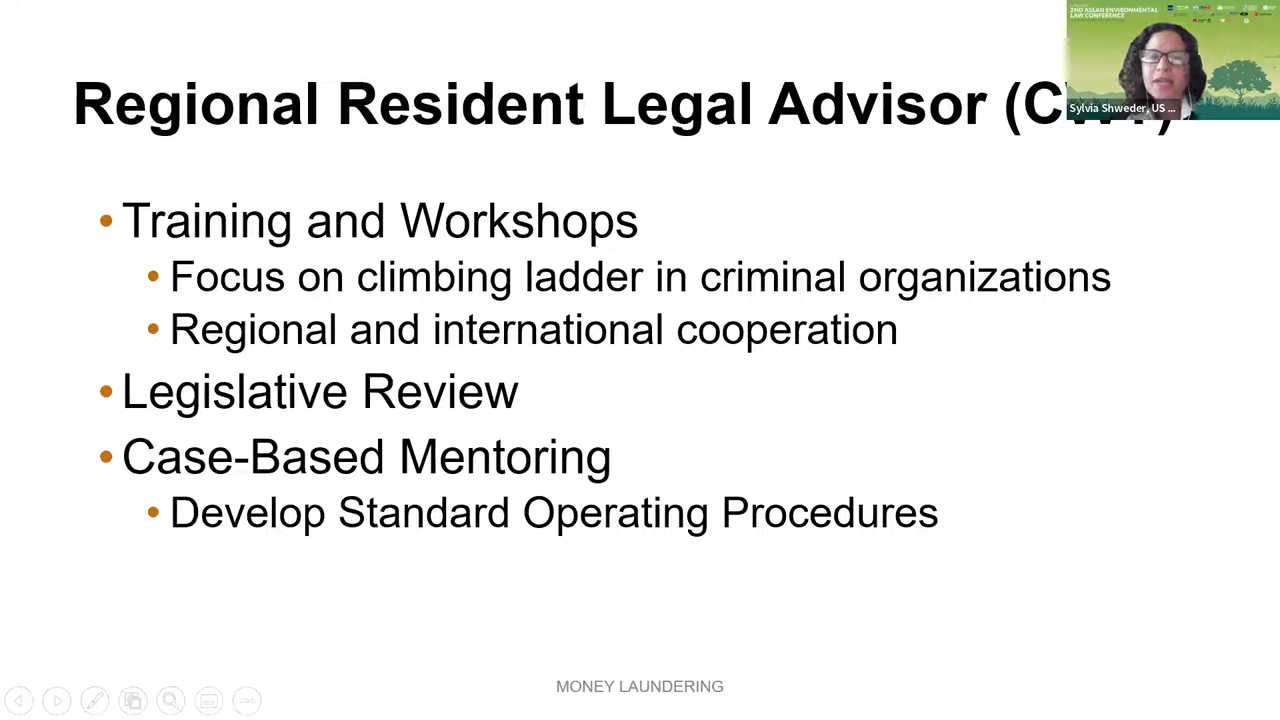 2ND ASEAN ENVIRONMENTAL
LAW CONFERENCE
Sylvia Shweder, US ...
Regional Resident Legal Advisor
• Training and Workshops
• Focus on climbing ladder in criminal organizations
• Regional and international cooperation
• Legislative Review
• Case-Based Mentoring
• Develop Standard Operating Procedures
MONEY LAUNDERING